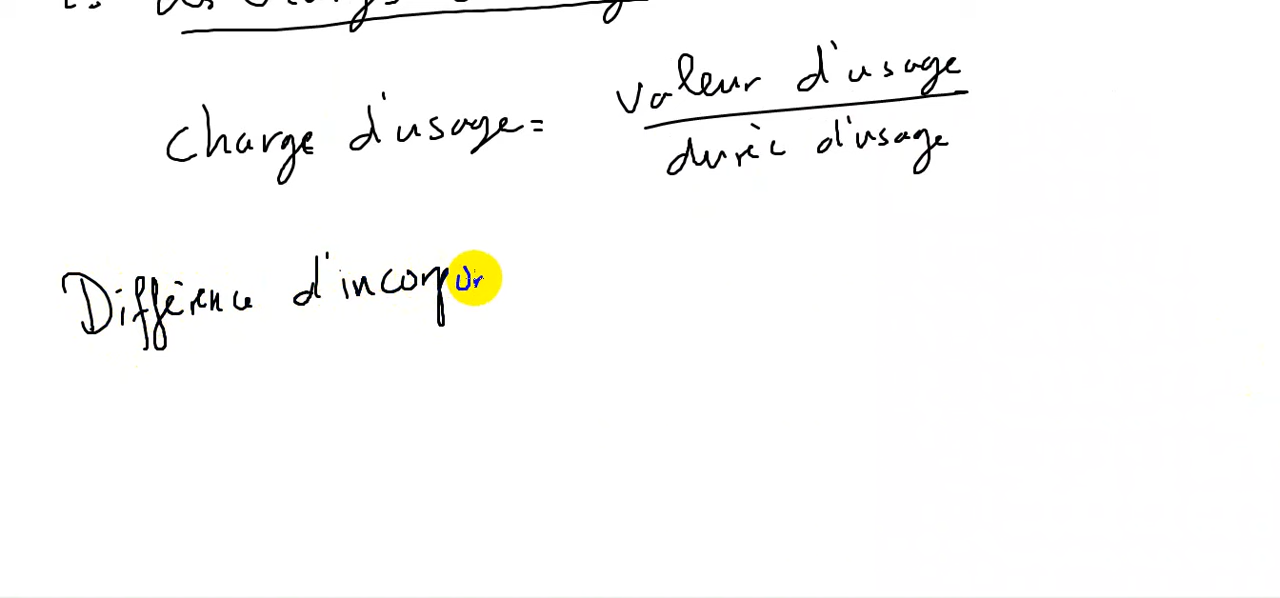 Charge d'usage = valeur d'usage
durée d'usage
Différence d'incorpor